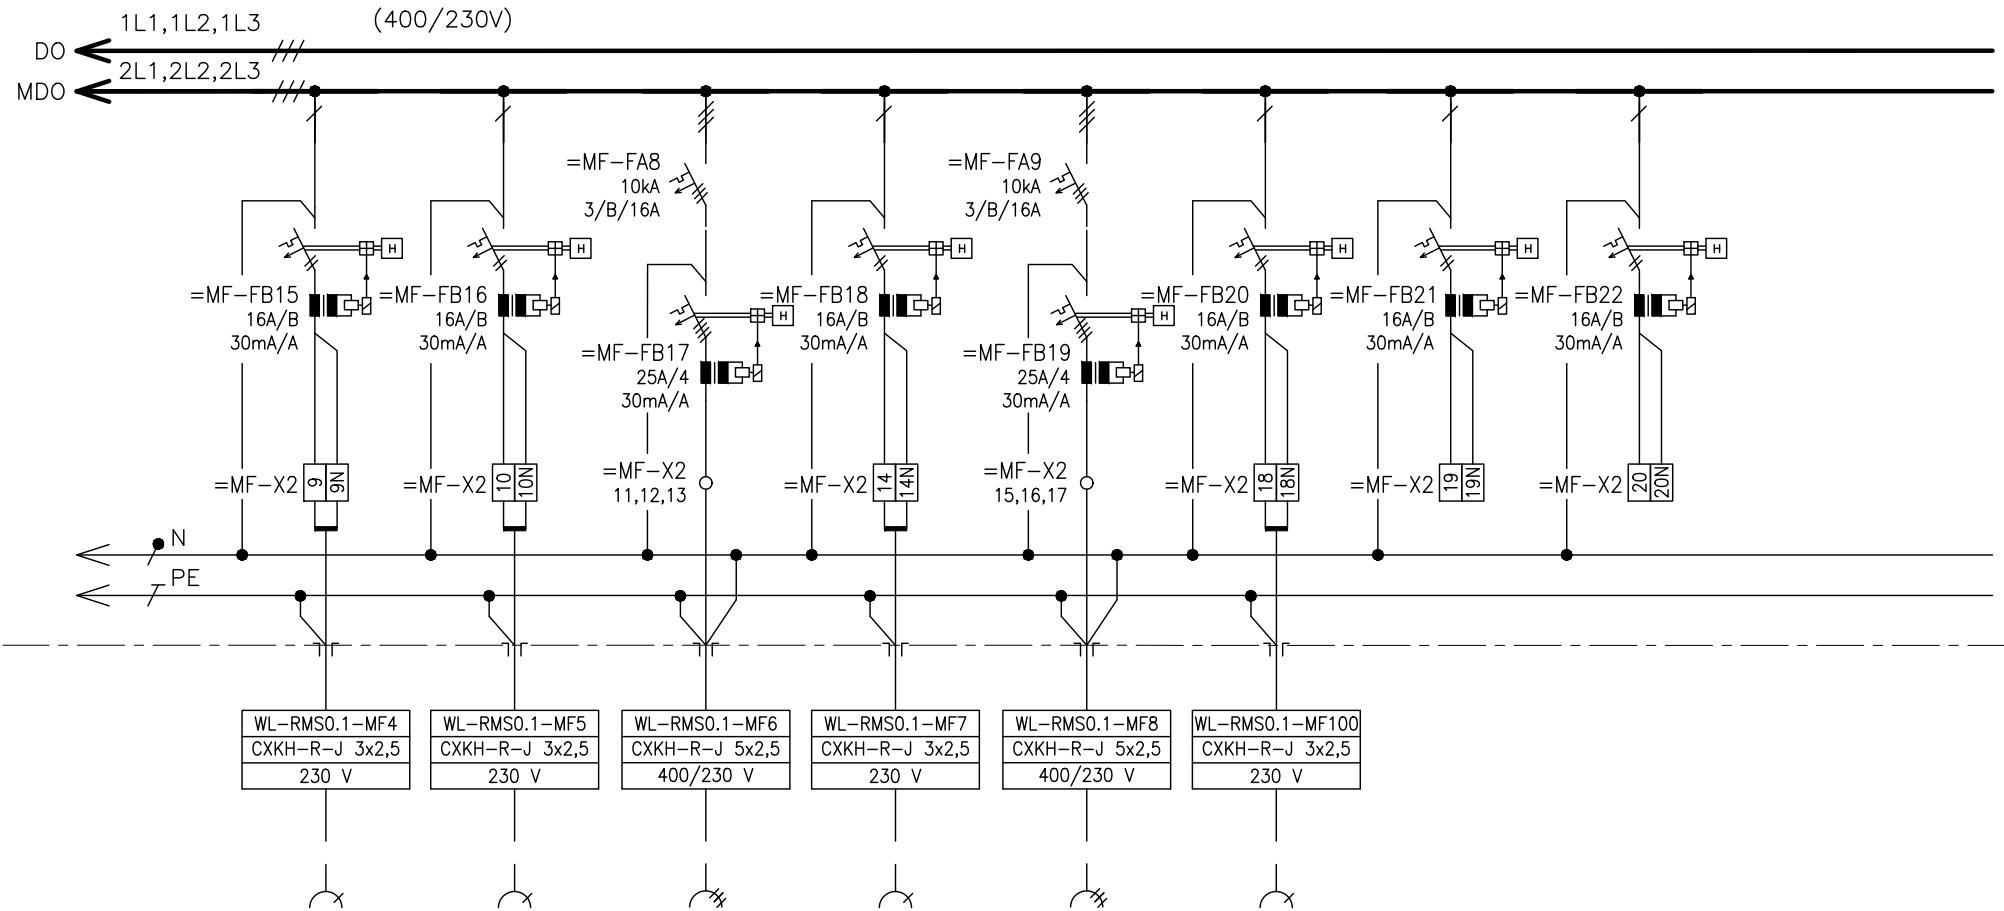 1L1,1L2,1L3 (400/230V)
DO
2L1,2L2,2L3
MDO
=MF-FA8
10kA
3/B/16A
=MF-FA9
10kA
3/B/16A
H
H
H
H
H
H
H
H
=MF-FB15
16A/B
30mA/A
=MF-FB16
16A/B
30mA/A
=MF-FB17
25A/4
30mA/A
=MF-FB18
16A/B
30mA/A
=MF-FB19
25A/4
30mA/A
=MF-FB20
16A/B
30mA/A
=MF-FB21
16A/B
30mA/A
=MF-FB22
16A/B
30mA/A
=MF-X2 9 9N
=MF-X2 10 10N
=MF-X2
11,12,13
=MF-X2 14 14N
=MF-X2
15,16,17
=MF-X2 18 18N
=MF-X2 19 19N
=MF-X2 20 20N
N
PE
WL-RMS0.1-MF4
CXKH-R-J 3x2,5
230 V
WL-RMS0.1-MF5
CXKH-R-J 3x2,5
230 V
WL-RMS0.1-MF6
CXKH-R-J 5x2,5
400/230 V
WL-RMS0.1-MF7
CXKH-R-J 3x2,5
230 V
WL-RMS0.1-MF8
CXKH-R-J 5x2,5
400/230 V
WL-RMS0.1-MF100
CXKH-R-J 3x2,5
230 V